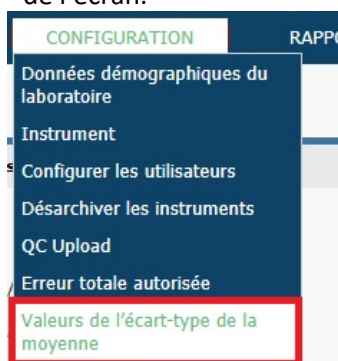 de l'écran.
CONFIGURATION RAPPO
Données démographiques du
laboratoire
Instrument
Configurer les utilisateurs
Désarchiver les instruments
QC Upload
Erreur totale autorisée
Valeurs de l'écart-type de la
moyenne